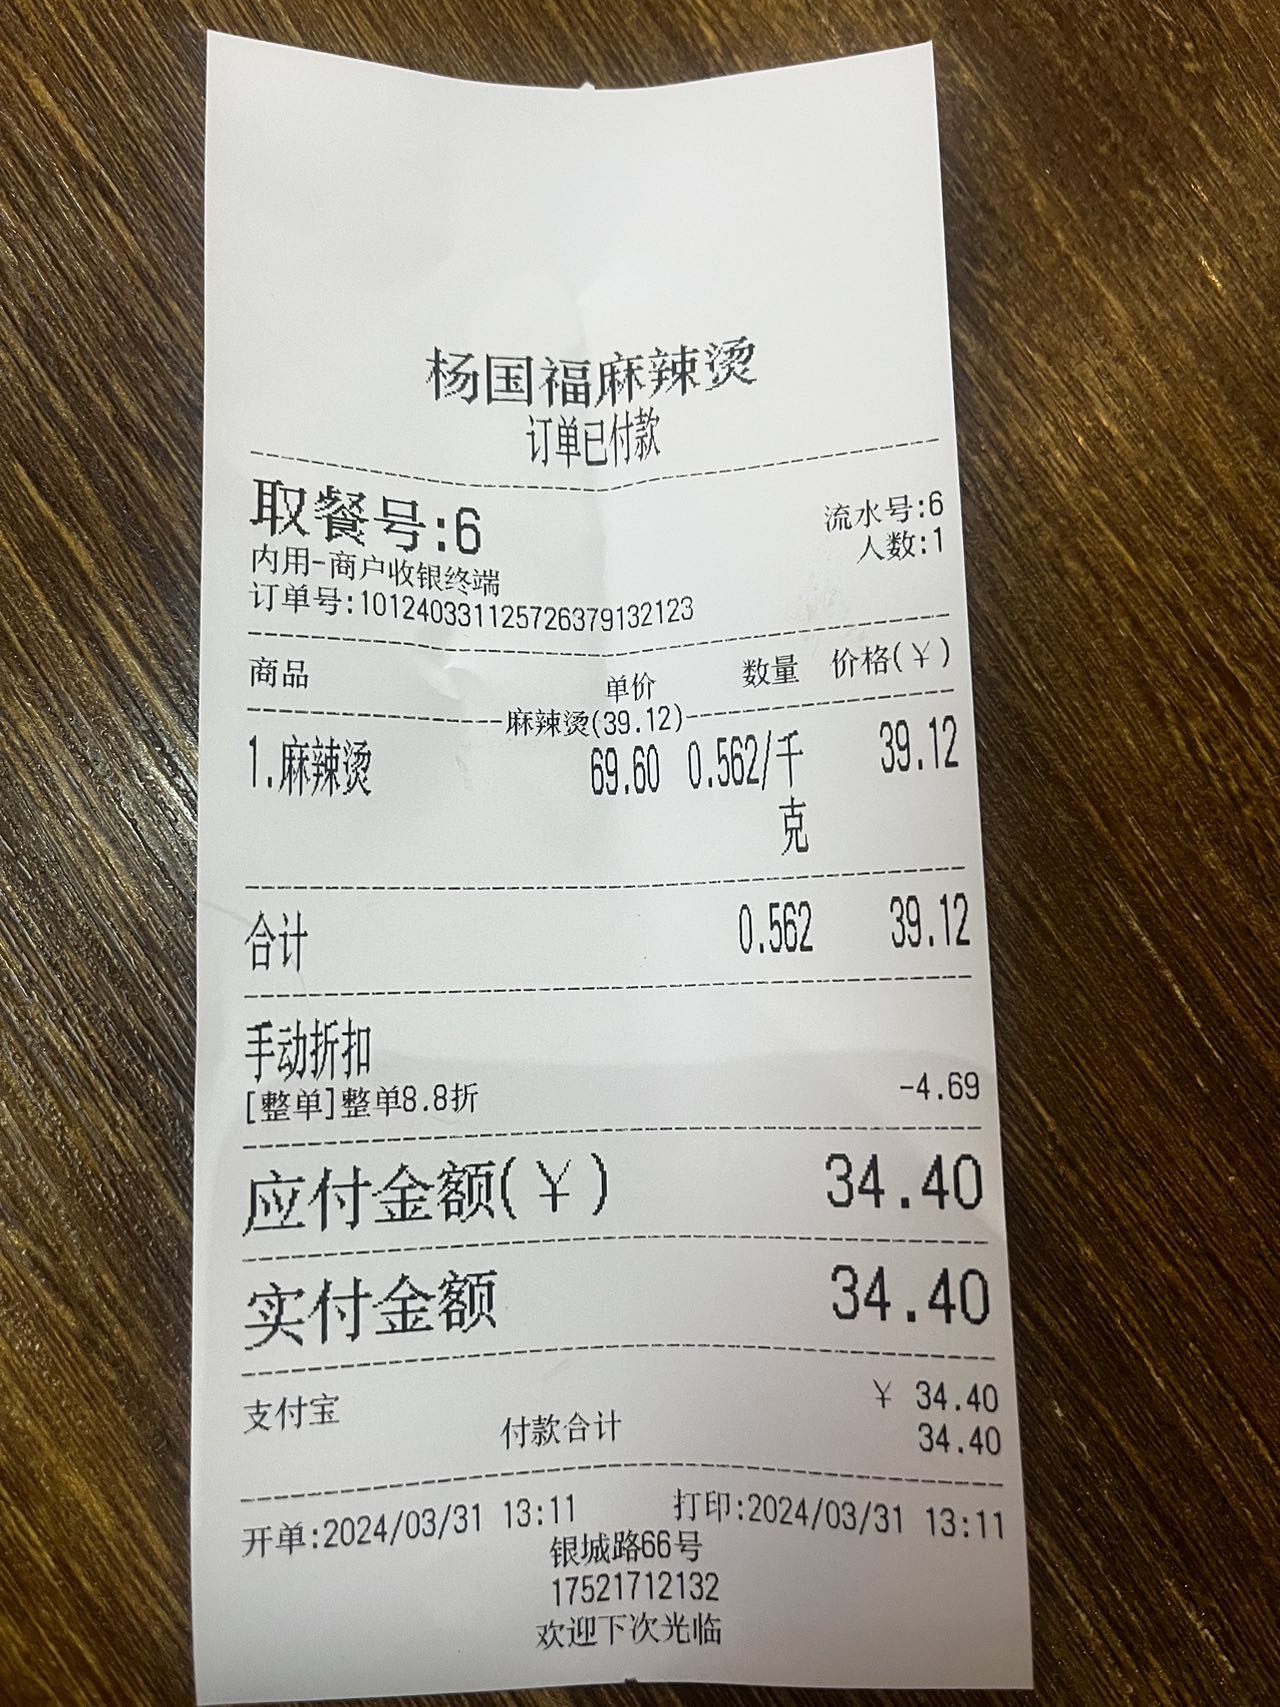 杨国福麻辣烫
订单已付款
取餐号:6
流水号:6
人数:1
内用-商户收银终端
订单号:101240331125726379132123
商品 单价 数量 价格(¥)
麻辣烫(39.12)
1.麻辣烫 69.60 0.562/千克 39.12
合计 0.562 39.12
手动折扣
[整单]整单8.8折 -4.69
应付金额(¥) 34.40
实付金额 34.40
支付宝 ¥ 34.40
付款合计 34.40
开单:2024/03/31 13:11 打印:2024/03/31 13:11
银城路66号
17521712132
欢迎下次光临